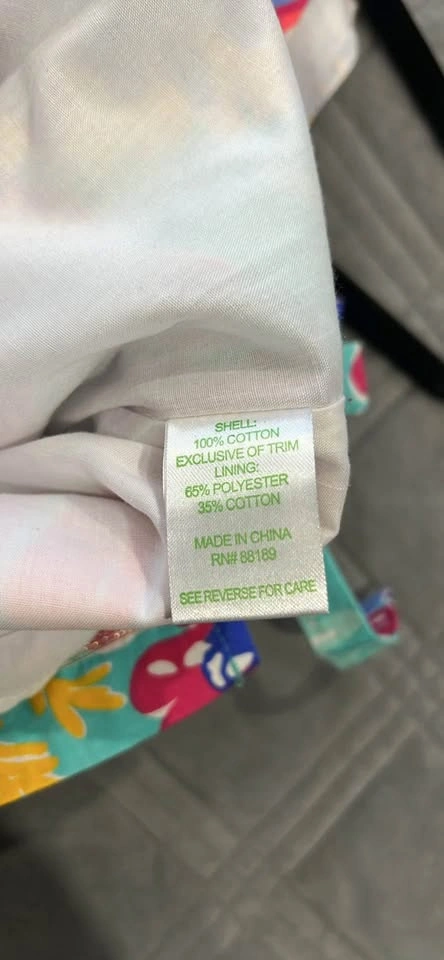 SHELL:
100% COTTON
EXCLUSIVE OF TRIM
LINING:
65% POLYESTER
35% COTTON
MADE IN CHINA
RN# 88189
SEE REVERSE FOR CARE